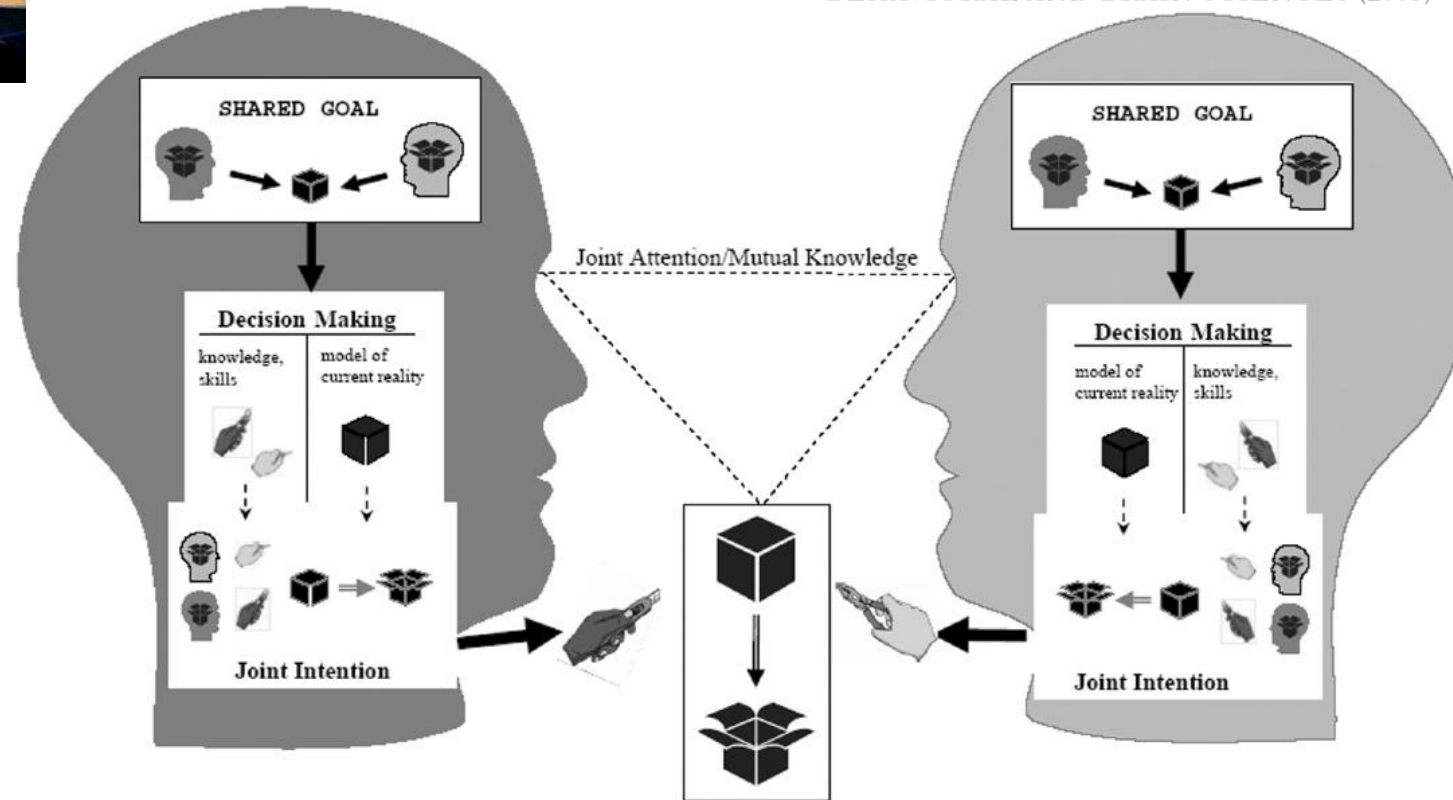 SHARED GOAL
Decision Making
knowledge,
skills
model of
current reality
Joint Intention
Joint Attention/Mutual Knowledge
SHARED GOAL
Decision Making
model of
current reality
knowledge,
skills
Joint Intention